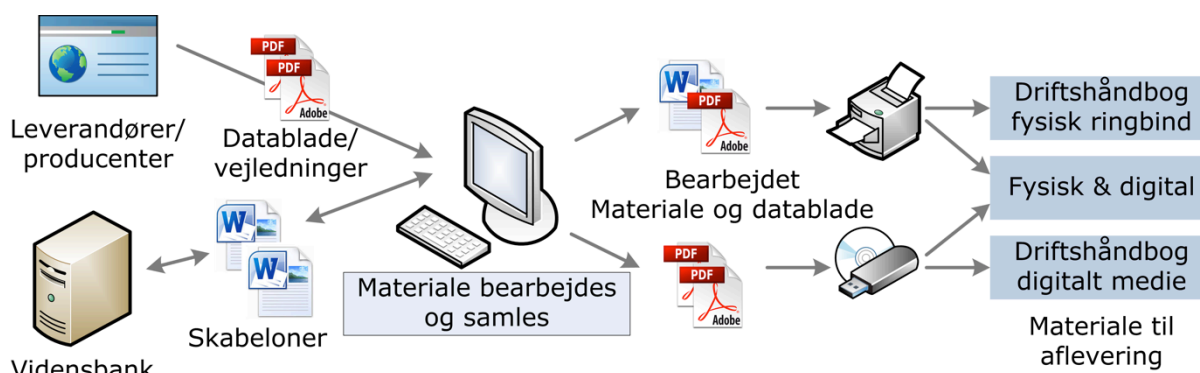 Leverandører/
producenter
PDF
PDF
Adobe
Datablade/
vejledninger
W
W
Skabeloner
Vidensbank
Materiale bearbejdes
og samles
W
PDF
Adobe
Bearbejdet
Materiale og datablade
PDF
PDF
Adobe
Driftshåndbog
fysisk ringbind
Fysisk & digital
Driftshåndbog
digitalt medie
Materiale til
aflevering